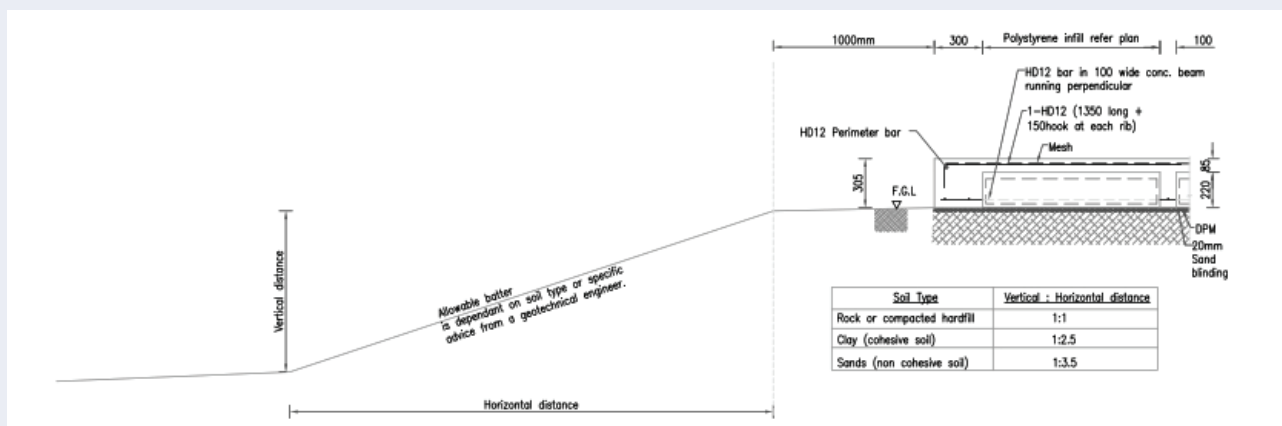 1000mm
300
Polystyrene infill refer plan
100
HD12 bar in 100 wide conc. beam
running perpendicular
1-HD12 (1350 long +
150hook at each rib)
HD12 Perimeter bar
Mesh
305
85
220
F.G.L
DPM
20mm
Sand
blinding
Vertical distance
Allowable batter
is dependant on soil type or specific
advice from a geotechnical engineer.
Horizontal distance
Soil Type Vertical : Horizontal distance
Rock or compacted hardfill 1:1
Clay (cohesive soil) 1:2.5
Sands (non cohesive soil) 1:3.5